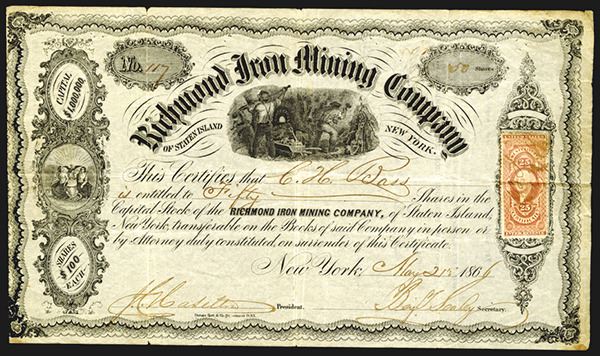 No. 117
50 Shares
Richmond Iron Mining Company,
OF STATEN ISLAND NEW YORK.
CAPITAL
$1,000,000.
SHARES
$100
EACH.
This Certifies that C. H. Bass
is entitled to Fifty Shares in the
Capital Stock of the RICHMOND IRON MINING COMPANY, of Staten Island,
New York, transferable on the Books of said Company in person or
by Attorney duly constituted on surrender of this Certificate.
New York, May 21st 1866
President.
Secretary.
25
25